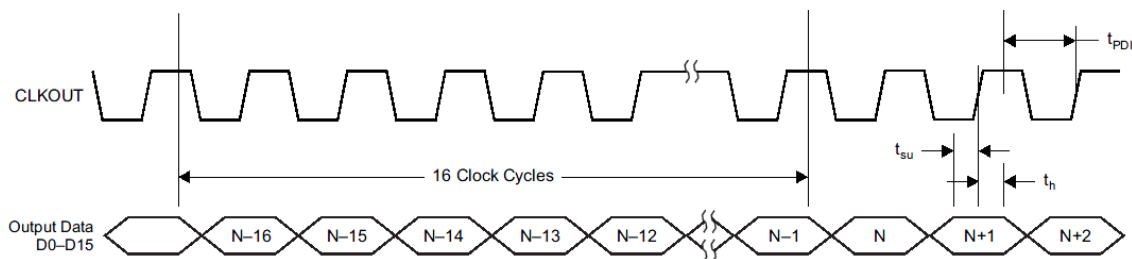 tPDI
CLKOUT
tsu
16 Clock Cycles
th
Output Data
D0–D15
N–16
N–15
N–14
N–13
N–12
N–1
N
N+1
N+2